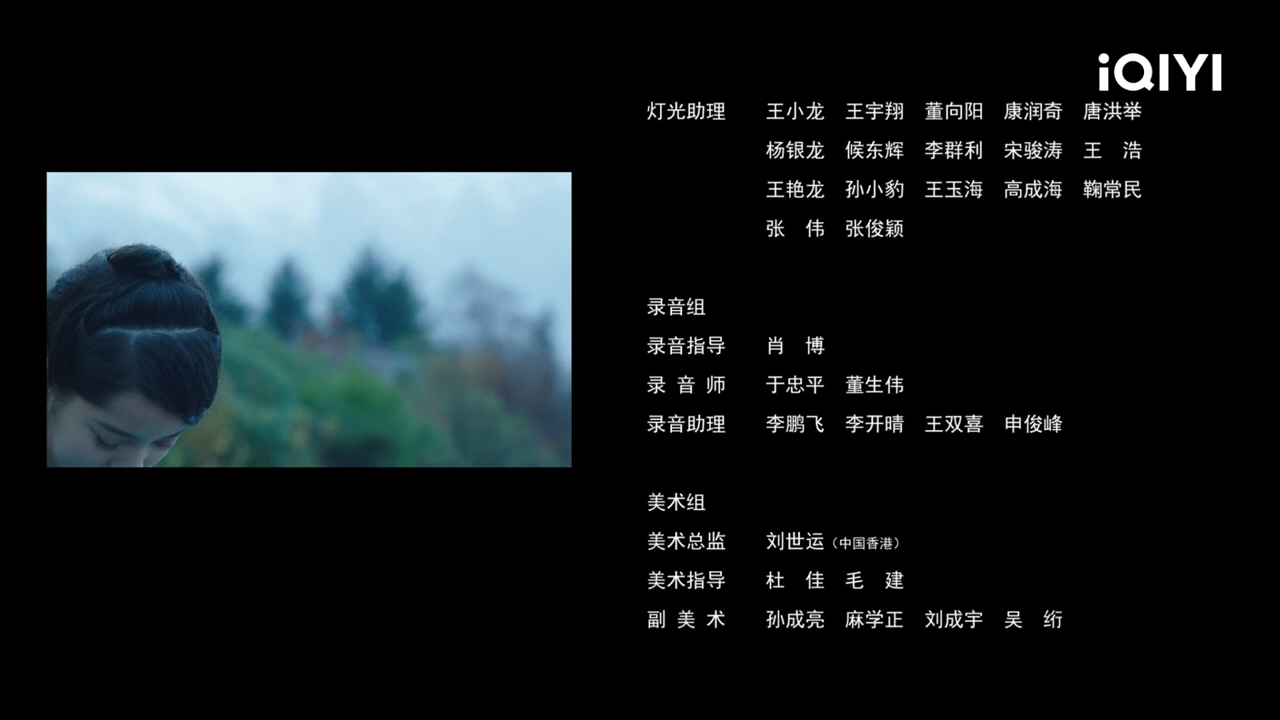 iQIYI
灯光助理 王小龙 王宇翔 董向阳 康润奇 唐洪举
杨银龙 候东辉 李群利 宋骏涛 王 浩
王艳龙 孙小豹 王玉海 高成海 鞠常民
张 伟 张俊颖
录音组
录音指导 肖 博
录 音 师 于忠平 董生伟
录音助理 李鹏飞 李开晴 王双喜 申俊峰
美术组
美术总监 刘世运（中国香港）
美术指导 杜 佳 毛 建
副 美 术 孙成亮 麻学正 刘成宇 吴 绗